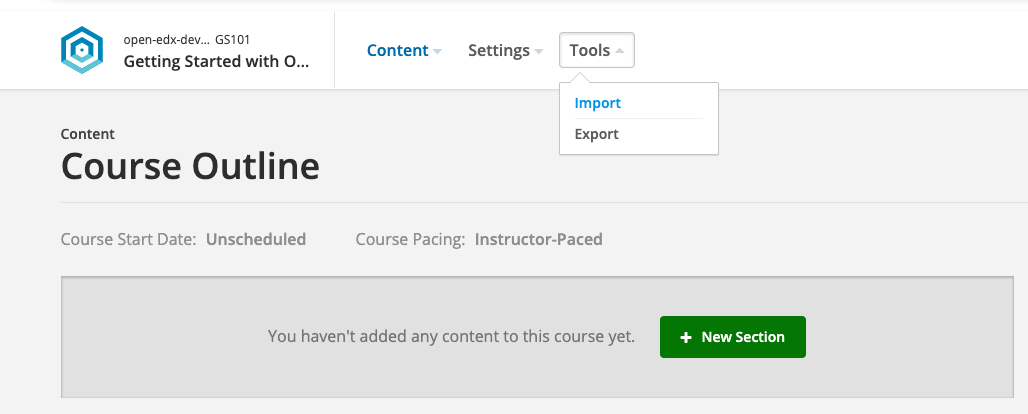 open-edx-dev... GS101
Getting Started with O...
Content Settings Tools
Import
Export
Content
Course Outline
Course Start Date: Unscheduled Course Pacing: Instructor-Paced
You haven't added any content to this course yet. + New Section